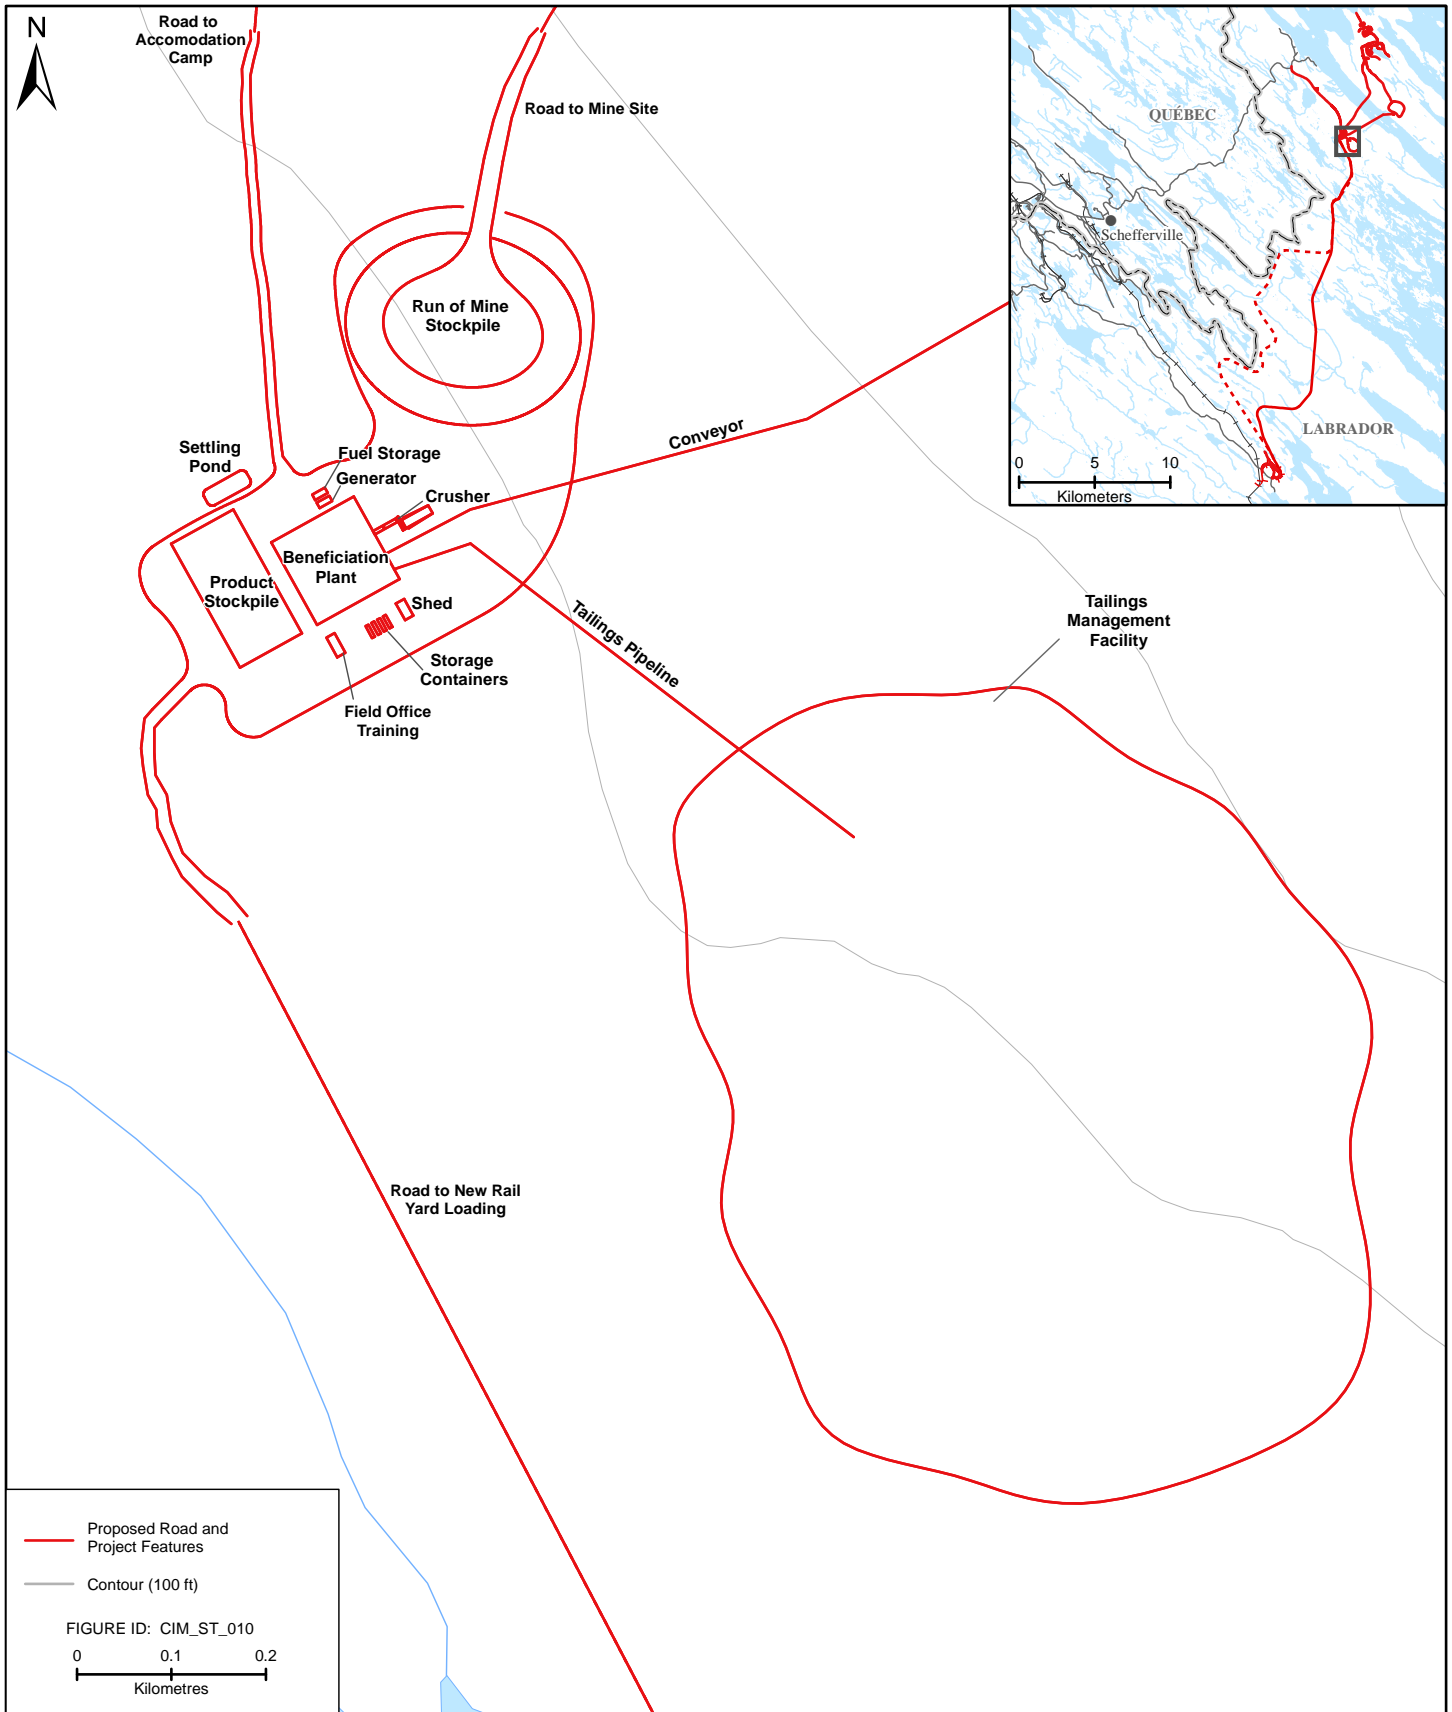 N
Road to
Accomodation
Camp
Road to Mine Site
QUÉBEC
Schefferville
LABRADOR
0 5 10
Kilometers
Run of Mine
Stockpile
Conveyor
Settling
Pond
Fuel Storage
Generator
Crusher
Beneficiation
Plant
Product
Stockpile
Shed
Storage
Containers
Field Office
Training
Tailings Pipeline
Tailings
Management
Facility
Road to New Rail
Yard Loading
Proposed Road and
Project Features
Contour (100 ft)
FIGURE ID: CIM_ST_010
0 0.1 0.2
Kilometres